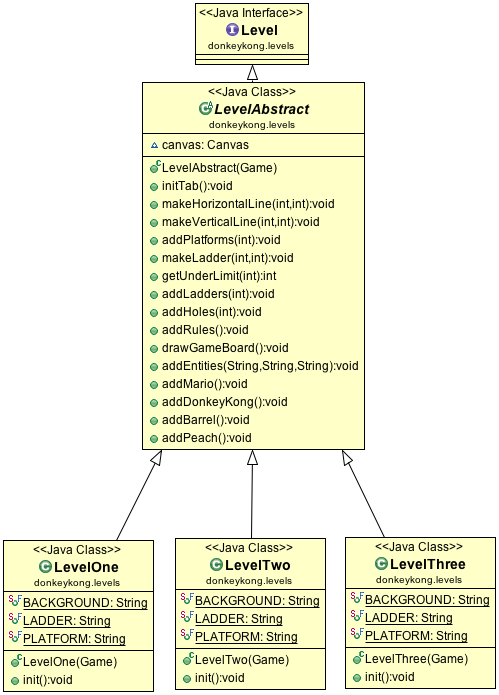 <<Java Interface>>
Level
donkeykong.levels
<<Java Class>>
LevelAbstract
donkeykong.levels
canvas: Canvas
LevelAbstract(Game)
initTab():void
makeHorizontalLine(int,int):void
makeVerticalLine(int,int):void
addPlatforms(int):void
makeLadder(int,int):void
getUnderLimit(int):int
addLadders(int):void
addHoles(int):void
addRules():void
drawGameBoard():void
addEntities(String,String,String):void
addMario():void
addDonkeyKong():void
addBarrel():void
addPeach():void
<<Java Class>>
LevelOne
donkeykong.levels
BACKGROUND: String
LADDER: String
PLATFORM: String
LevelOne(Game)
init():void
<<Java Class>>
LevelTwo
donkeykong.levels
BACKGROUND: String
LADDER: String
PLATFORM: String
LevelTwo(Game)
init():void
<<Java Class>>
LevelThree
donkeykong.levels
BACKGROUND: String
LADDER: String
PLATFORM: String
LevelThree(Game)
init():void